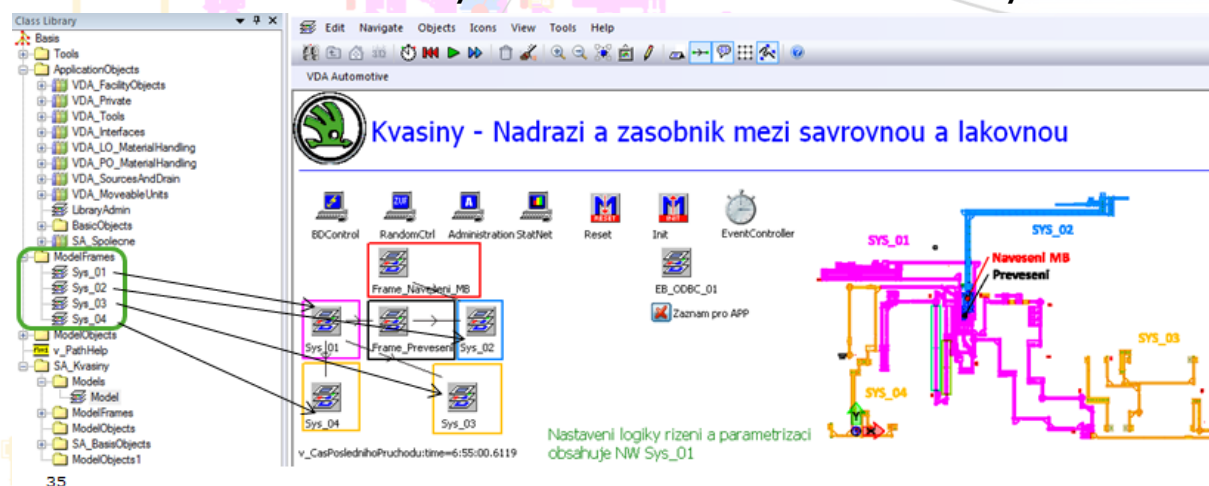 Class Library
Basis
Tools
ApplicationObjects
VDA_FacilityObjects
VDA_Private
VDA_Tools
VDA_Interfaces
VDA_LO_MaterialHandling
VDA_PO_MaterialHandling
VDA_SourcesAndDrain
VDA_MoveableUnits
LibraryAdmin
BasicObjects
SA_Spolecne
ModelFrames
Sys_01
Sys_02
Sys_03
Sys_04
ModelObjects
v_PathHelp
SA_Kvasiny
Models
Model
ModelFrames
ModelObjects
SA_BasisObjects
ModelObjects1
Edit Navigate Objects Icons View Tools Help
VDA Automotive
Kvasiny - Nadrazi a zasobnik mezi savrovnou a lakovnou
BDControl RandomCtrl Administration StatNet Reset Init EventController
Frame_Naveseni_MB
EB_ODBC_01
Zaznam pro APP
Sys_01 Frame_Preveseni Sys_02
Sys_04 Sys_03
v_CasPoslednihoPruchodu:time=6:55:00.6119
Nastaveni logiky rizeni a parametrizaci
obsahuje NW Sys_01
SYS_01
SYS_02
Naveseni MB
Preveseni
SYS_03
SYS_04
35